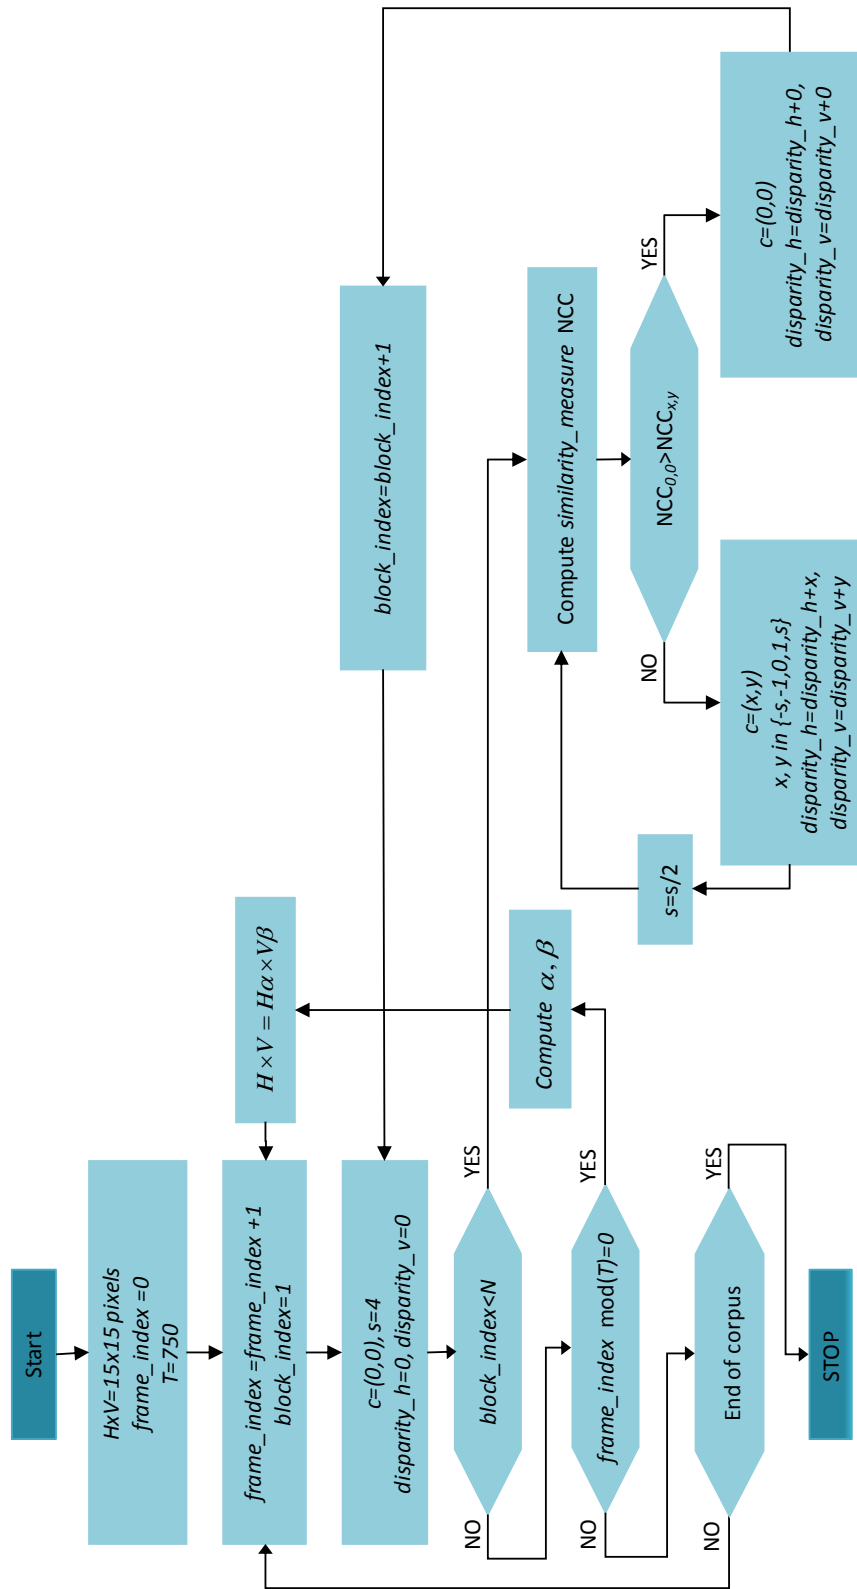 Start
HxV=15x15 pixels
frame_index =0
T=750
frame_index =frame_index +1
block_index=1
c=(0,0), s=4
disparity_h=0, disparity_v=0
block_index<N
YES
NO
frame_index mod(T)=0
YES
NO
End of corpus
YES
NO
STOP
H×V = Hα×Vβ
Compute α, β
block_index=block_index+1
Compute similarity_measure NCC
NCC0,0>NCCx,y
YES
NO
c=(x,y)
x, y in {-s,-1,0,1,s}
disparity_h=disparity_h+x,
disparity_v=disparity_v+y
s=s/2
c=(0,0)
disparity_h=disparity_h+0,
disparity_v=disparity_v+0